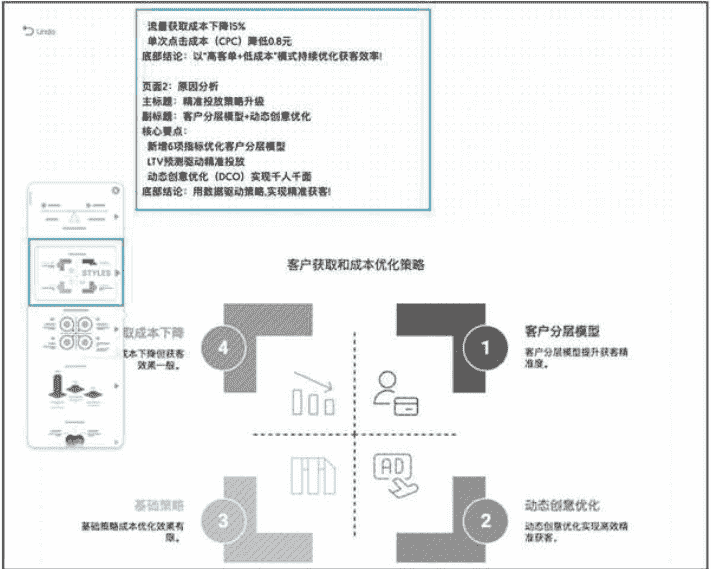 Undo
流量获取成本下降15%
单次点击成本（CPC）降低0.8元
底部结论：以"高客单+低成本"模式持续优化获客效率!
页面2：原因分析
主标题：精准投放策略升级
副标题：客户分层模型+动态创意优化
核心要点：
新增6项指标优化客户分层模型
LTV预测驱动精准投放
动态创意优化（DCO）实现千人千面
底部结论：用数据驱动策略,实现精准获客!
STYLES
客户获取和成本优化策略
取成本下降
成本下降但获客
效果一般。
4
1
客户分层模型
客户分层模型提升获客精
准度。
AD
基础策略
基础策略成本优化效果有
限。
3
2
动态创意优化
动态创意优化实现高效精
准获客。